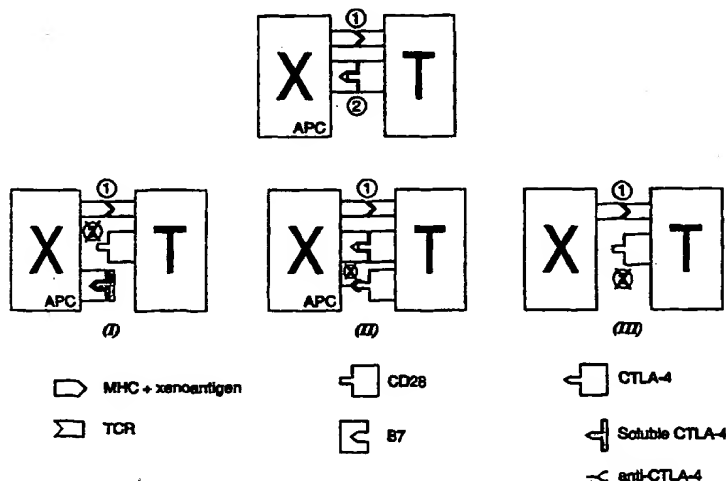 ①
X T
APC
②
① ① ①
X T X T X T
APC APC
(I) (II) (III)
MHC + xenoantigen CD28 CTLA-4
TCR B7 Soluble CTLA-4
anti-CTLA-4